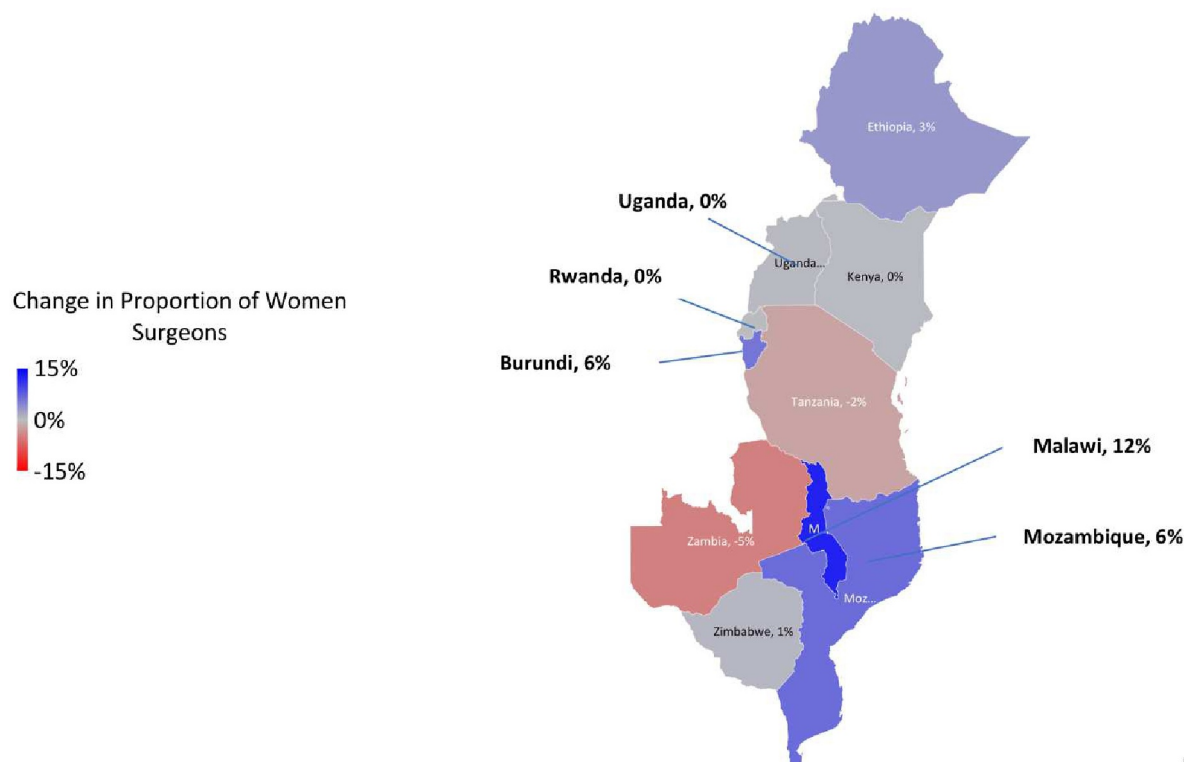 Ethiopia, 3%
Uganda, 0%
Uganda...
Kenya, 0%
Rwanda, 0%
Change in Proportion of Women
Surgeons
15%
0%
-15%
Burundi, 6%
Tanzania, -2%
Malawi, 12%
M
Zambia, -5%
Mozambique, 6%
Moz...
Zimbabwe, 1%